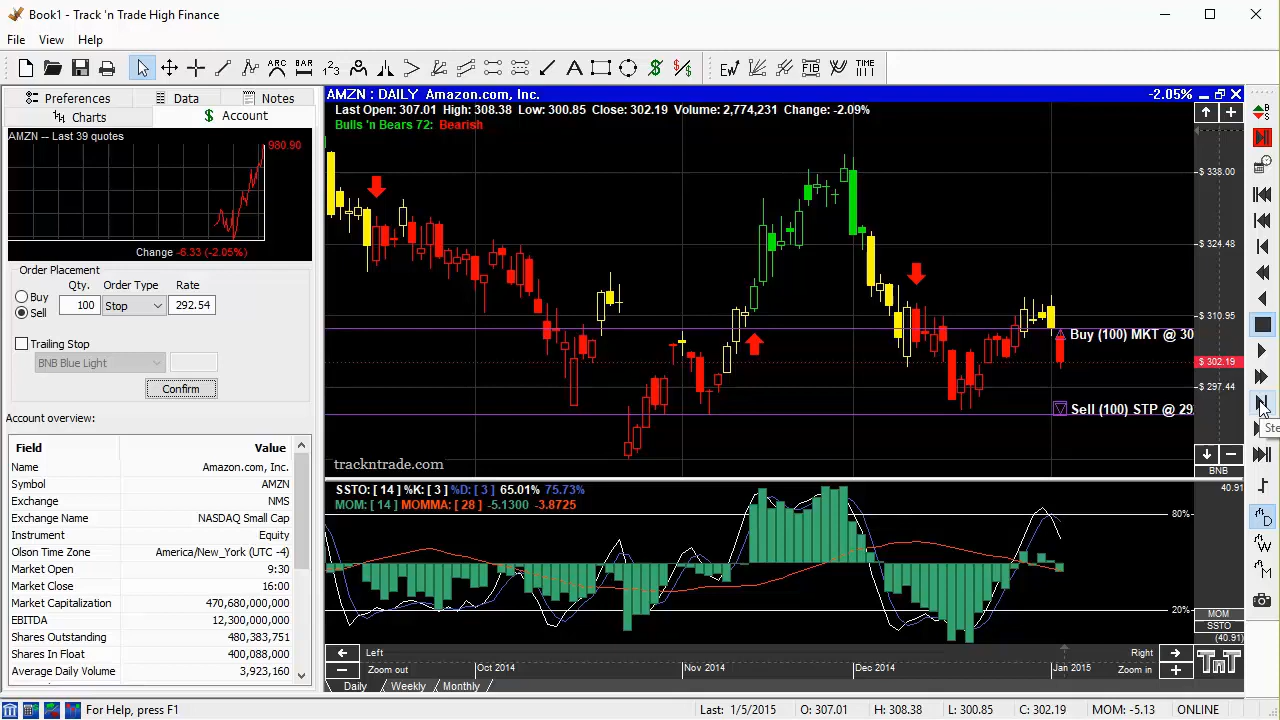 Book1 - Track 'n Trade High Finance
File View Help
ARC
BAR
FIB
TIME
Preferences Data Notes
Charts $ Account
AMZN -- Last 39 quotes
980.90
Change -6.33 (-2.05%)
Order Placement
Qty. Order Type Rate
Buy
Sell
100 Stop 292.54
Trailing Stop
BNB Blue Light
Confirm
Account overview:
Field Value
Name Amazon.com, Inc.
Symbol AMZN
Exchange NMS
Exchange Name NASDAQ Small Cap
Instrument Equity
Olson Time Zone America/New_York (UTC -4)
Market Open 9:30
Market Close 16:00
Market Capitalization 470,680,000,000
EBITDA 12,300,000,000
Shares Outstanding 480,383,751
Shares In Float 400,088,000
Average Daily Volume 3,923,160
AMZN : DAILY Amazon.com, Inc. -2.05%
Last Open: 307.01 High: 308.38 Low: 300.85 Close: 302.19 Volume: 2,774,231 Change: -2.09%
Bulls 'n Bears 72: Bearish
$ 338.00
$ 324.48
$ 310.95
Buy (100) MKT @ 30
$ 302.19
$ 297.44
Sell (100) STP @ 29
trackntrade.com
BNB
SSTO: [ 14 ] %K: [ 3 ] %D: [ 3 ] 65.01% 75.73%
MOM: [ 14 ] MOMMA: [ 28 ] -5.1300 -3.8725
40.91
80%
20%
MOM
SSTO
(40.91)
Left Right
Zoom out Oct 2014 Nov 2014 Dec 2014 Zoom in Jan 2015
TNT
Daily Weekly Monthly
Ste
D
W
M
For Help, press F1
Last: 1/5/2015 O: 307.01 H: 308.38 L: 300.85 C: 302.19 MOM: -5.13 ONLINE